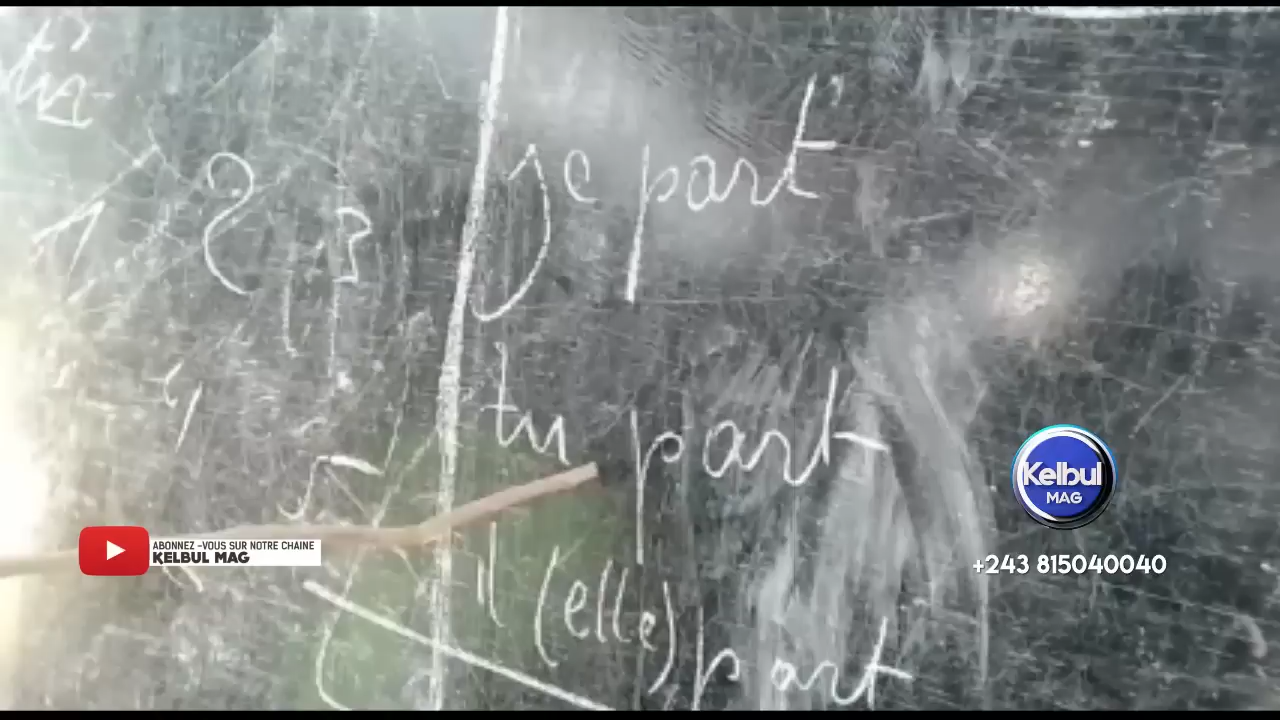 je part
tu part
il (elle) part
ABONNEZ -VOUS SUR NOTRE CHAINE
KELBUL MAG
Kelbul
MAG
+243 815040040